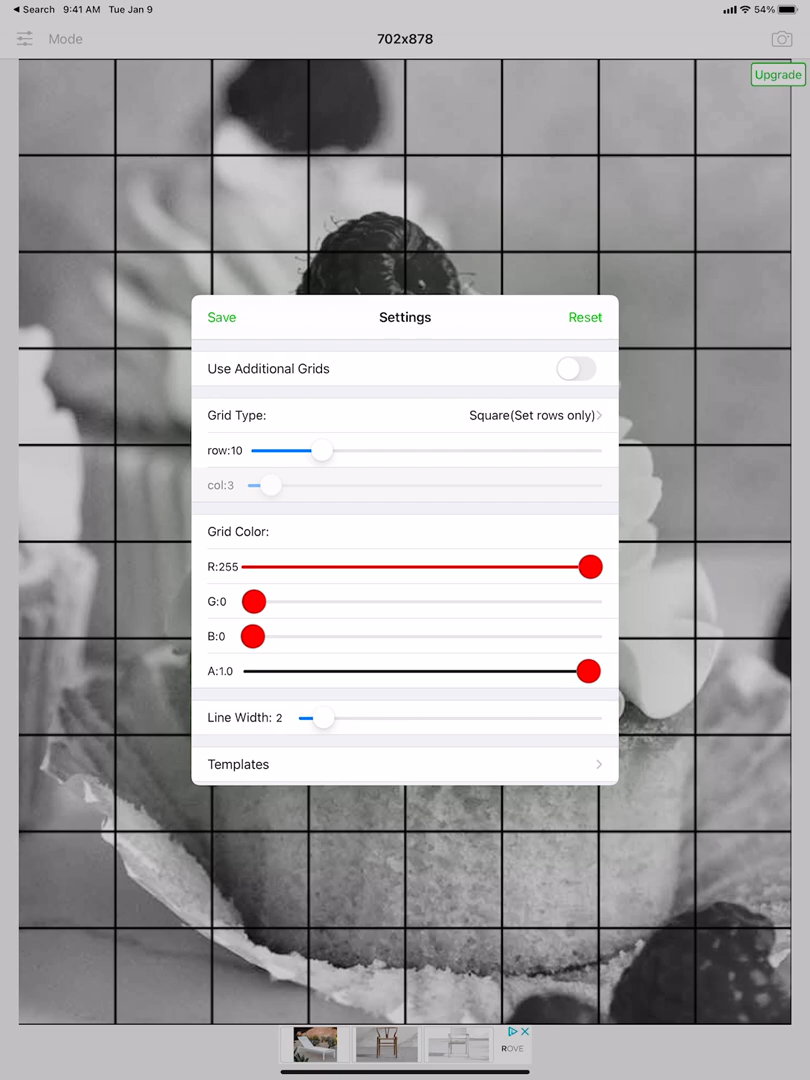 ◀ Search 9:41 AM Tue Jan 9 54%
Mode 702x878
Upgrade
Save Settings Reset
Use Additional Grids
Grid Type: Square(Set rows only)
row:10
col:3
Grid Color:
R:255
G:0
B:0
A:1.0
Line Width: 2
Templates
ROVE